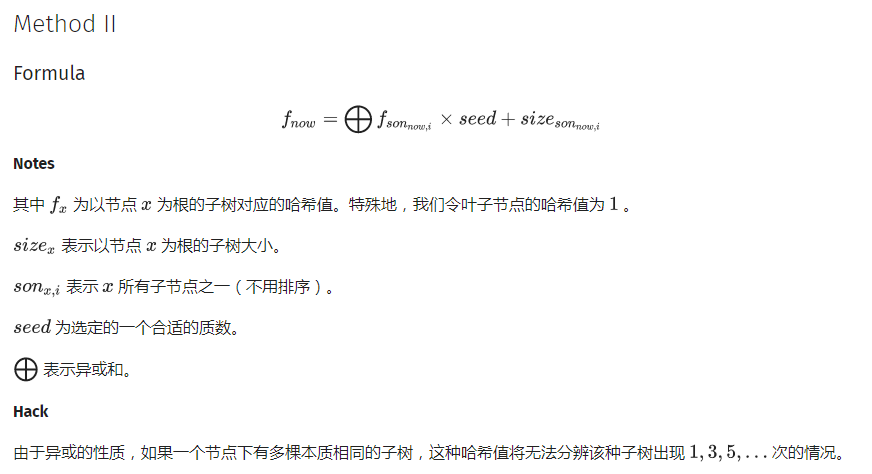 Method II
Formula
f_{now} = ⨁ f_{son_{now,i}} × seed + size_{son_{now,i}}
Notes
其中 f_x 为以节点 x 为根的子树对应的哈希值。特殊地，我们令叶子节点的哈希值为 1 。
size_x 表示以节点 x 为根的子树大小。
son_{x,i} 表示 x 所有子节点之一（不用排序）。
seed 为选定的一个合适的质数。
⨁ 表示异或和。
Hack
由于异或的性质，如果一个节点下有多棵本质相同的子树，这种哈希值将无法分辨该种子树出现 1, 3, 5, … 次的情况。